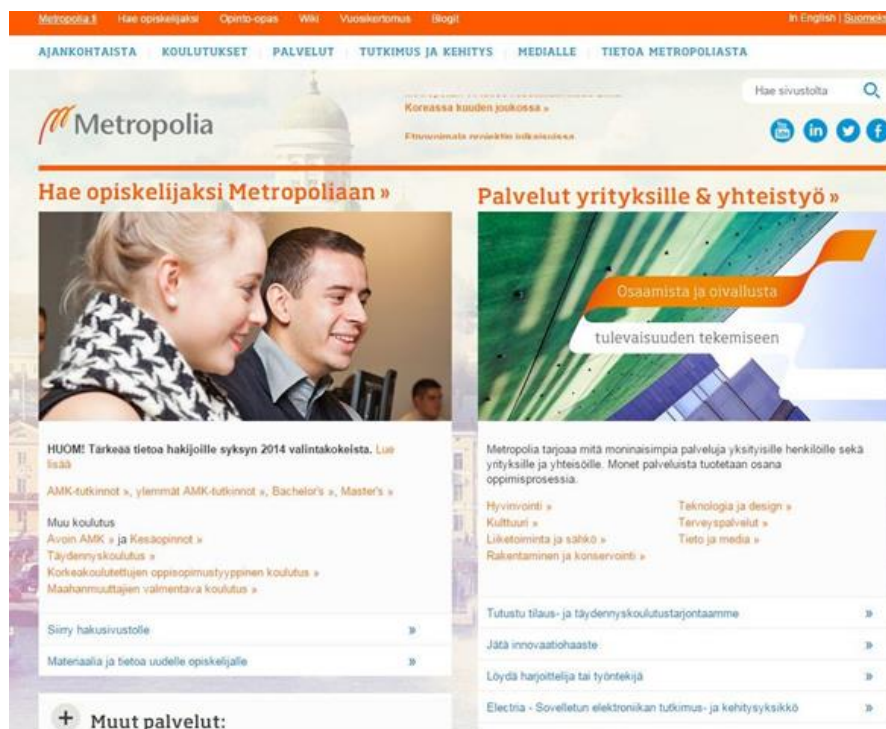 Metropolia.fi Hae opiskelijaksi Opinto-opas Wiki Vuosikertomus Blogit In English | Suomeksi
AJANKOHTAISTA KOULUTUKSET PALVELUT TUTKIMUS JA KEHITYS MEDIALLE TIETOA METROPOLIASTA
Hae sivustolta
Koreassa kuuden joukossa »
Metropolia
Hae opiskelijaksi Metropoliaan »
Palvelut yrityksille & yhteistyö »
Osaamista ja oivallusta
tulevaisuuden tekemiseen
HUOM! Tärkeää tietoa hakijoille syksyn 2014 valintakokeista. Lue
lisää
AMK-tutkinnot », ylemmät AMK-tutkinnot », Bachelor's », Master's »
Muu koulutus
Avoin AMK » ja Kesäopinnot »
Täydennyskoulutus »
Korkeakoulutettujen oppisopimustyyppinen koulutus »
Maahanmuuttajien valmentava koulutus »
Siirry hakusivustolle »
Materiaalia ja tietoa uudelle opiskelijalle »
+ Muut palvelut:
Metropolia tarjoaa mitä moninaisimpia palveluja yksityisille henkilöille sekä
yrityksille ja yhteisöille. Monet palveluista tuotetaan osana
oppimisprosessia.
Hyvinvointi »
Kulttuuri »
Liiketoiminta ja sähkö »
Rakentaminen ja konservointi »
Teknologia ja design »
Terveyspalvelut »
Tieto ja media »
Tutustu tilaus- ja täydennyskoulutustarjontaamme »
Jätä innovaatiohaaste »
Löydä harjoittelija tai työntekijä »
Electria - Sovelletun elektroniikan tutkimus- ja kehitysyksikkö »